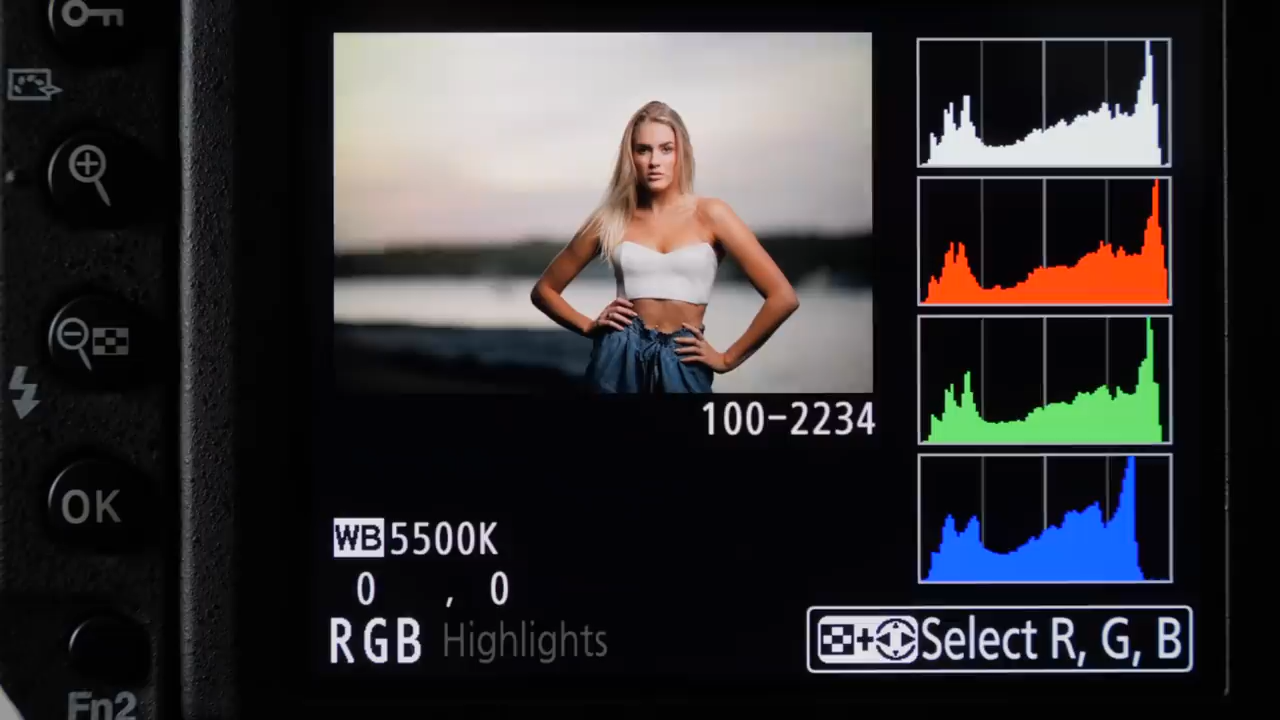 100-2234
OK
WB 5500K
0 , 0
RGB Highlights
Select R, G, B
Fn2